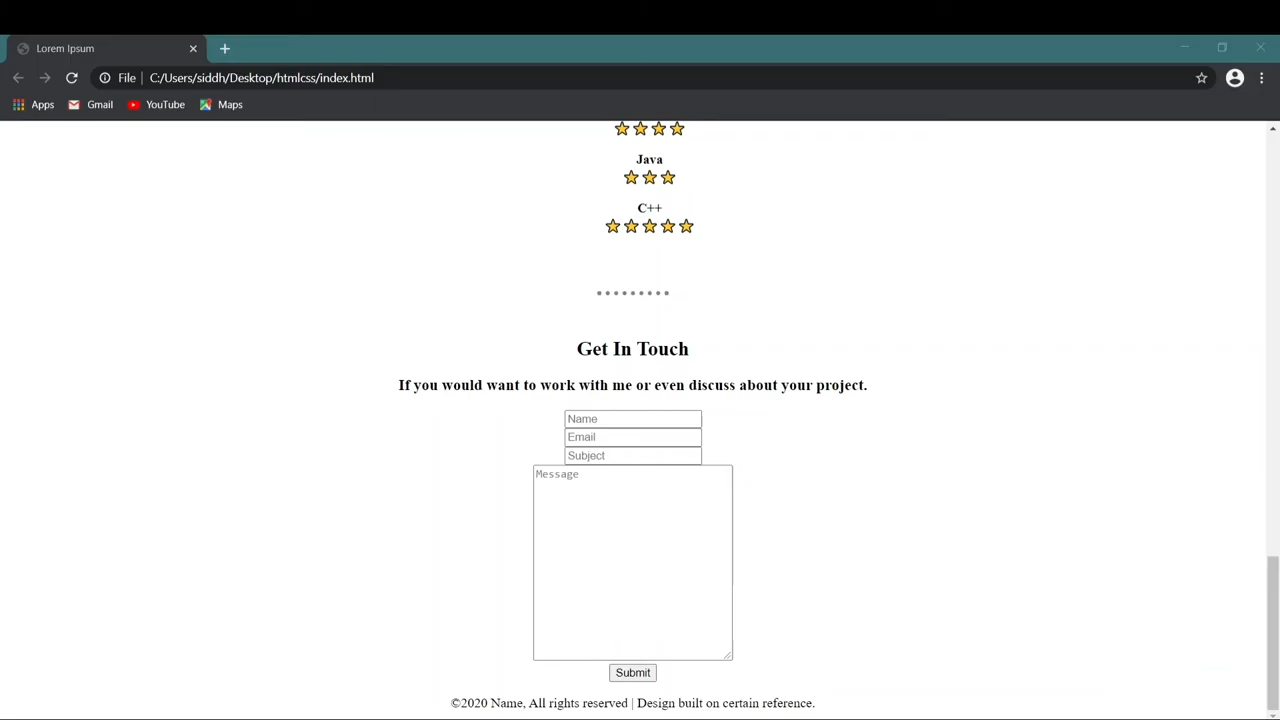 Lorem Ipsum
File | C:/Users/siddh/Desktop/htmlcss/index.html
Apps Gmail YouTube Maps
Java
C++
Get In Touch
If you would want to work with me or even discuss about your project.
Name
Email
Subject
Message
Submit
©2020 Name, All rights reserved | Design built on certain reference.